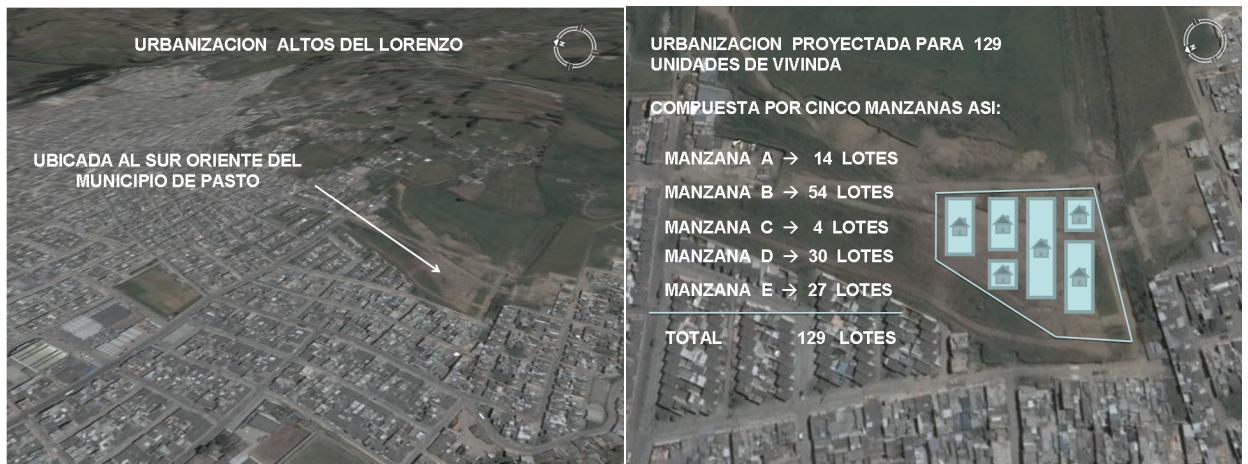 URBANIZACION ALTOS DEL LORENZO
UBICADA AL SUR ORIENTE DEL
MUNICIPIO DE PASTO
N
URBANIZACION PROYECTADA PARA 129
UNIDADES DE VIVINDA
COMPUESTA POR CINCO MANZANAS ASI:
MANZANA A → 14 LOTES
MANZANA B → 54 LOTES
MANZANA C → 4 LOTES
MANZANA D → 30 LOTES
MANZANA E → 27 LOTES
TOTAL 129 LOTES
N